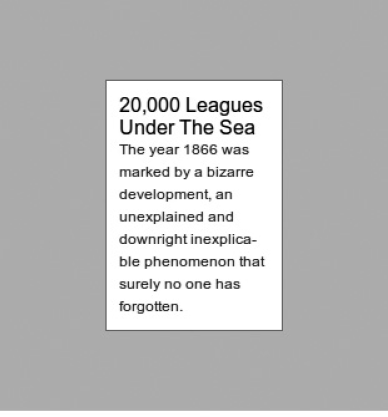 20,000 Leagues
Under The Sea
The year 1866 was
marked by a bizarre
development, an
unexplained and
downright inexplica-
ble phenomenon that
surely no one has
forgotten.